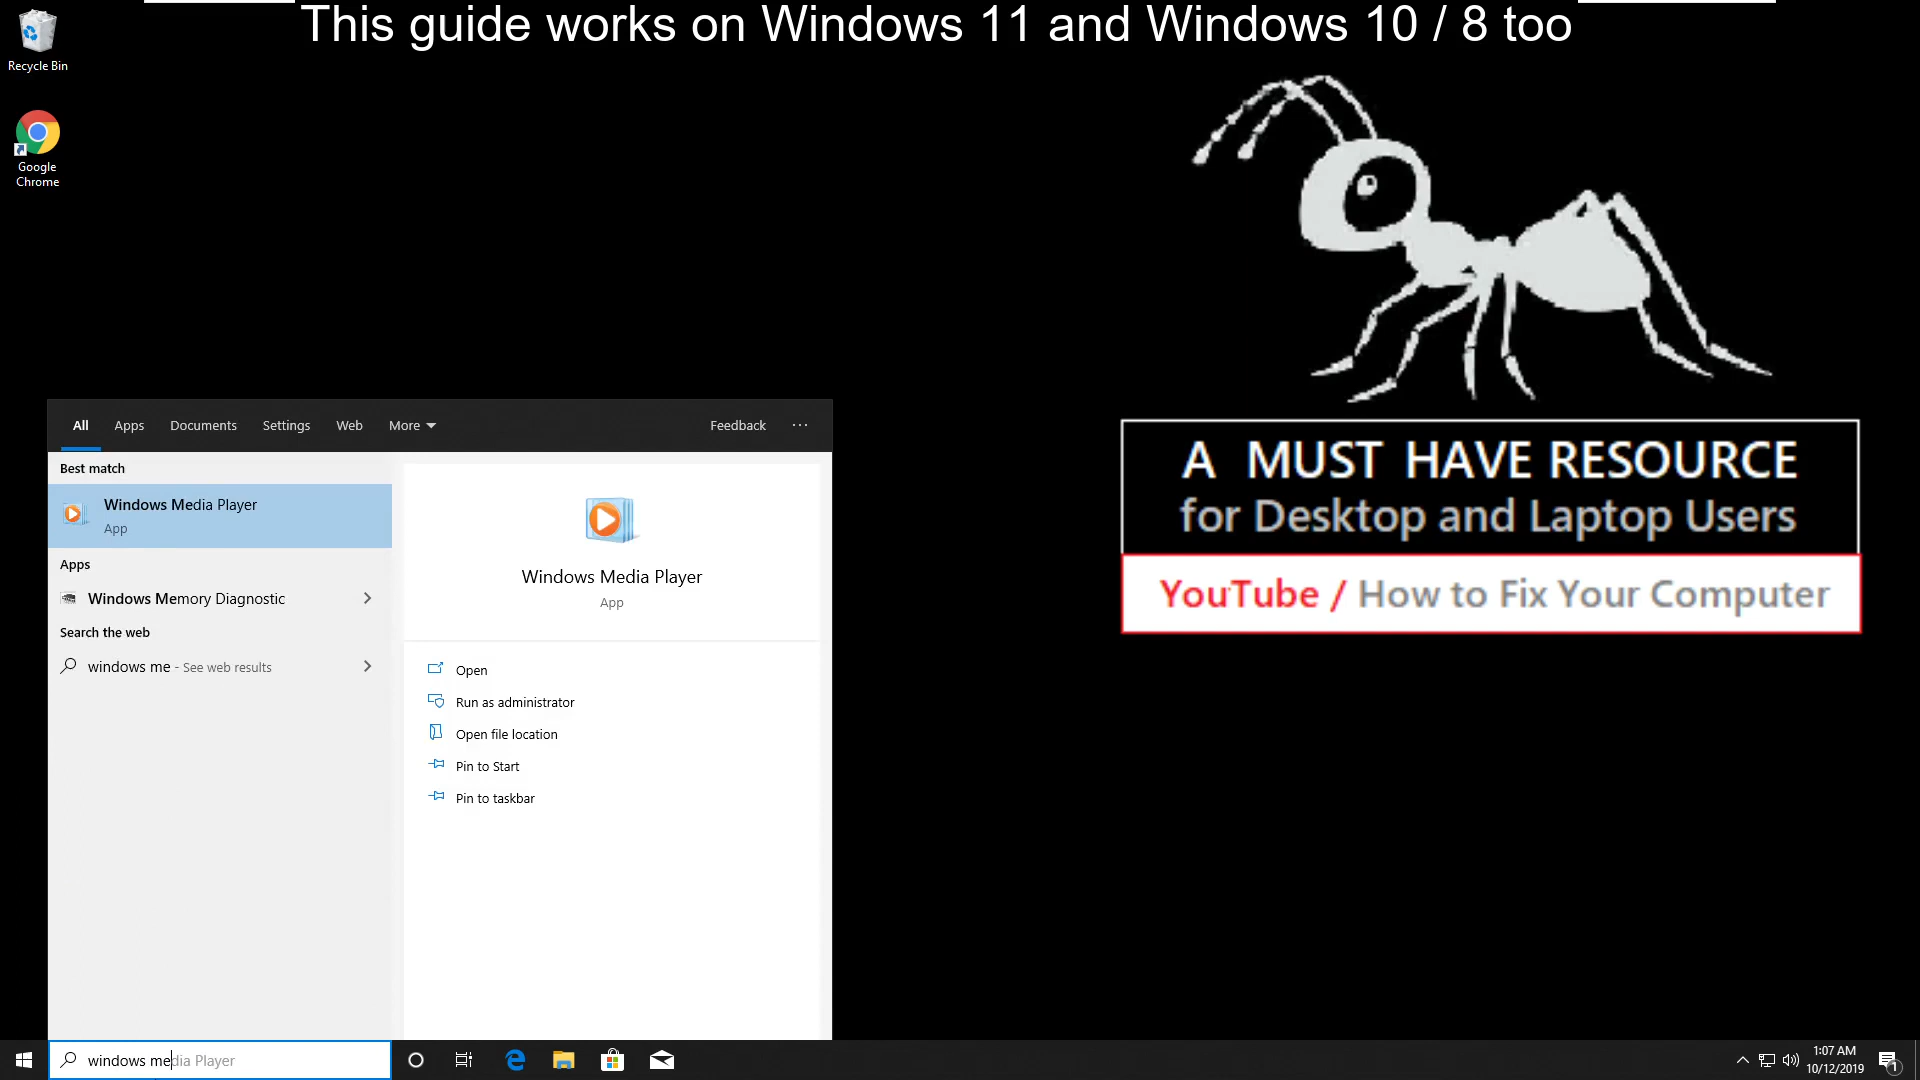 This guide works on Windows 11 and Windows 10 / 8 too
Recycle Bin
Google
Chrome
A MUST HAVE RESOURCE
for Desktop and Laptop Users
YouTube / How to Fix Your Computer
All Apps Documents Settings Web More Feedback ...
Best match
Windows Media Player
App
Apps
Windows Memory Diagnostic
Search the web
windows me - See web results
Windows Media Player
App
Open
Run as administrator
Open file location
Pin to Start
Pin to taskbar
windows media Player
1:07 AM
10/12/2019
1